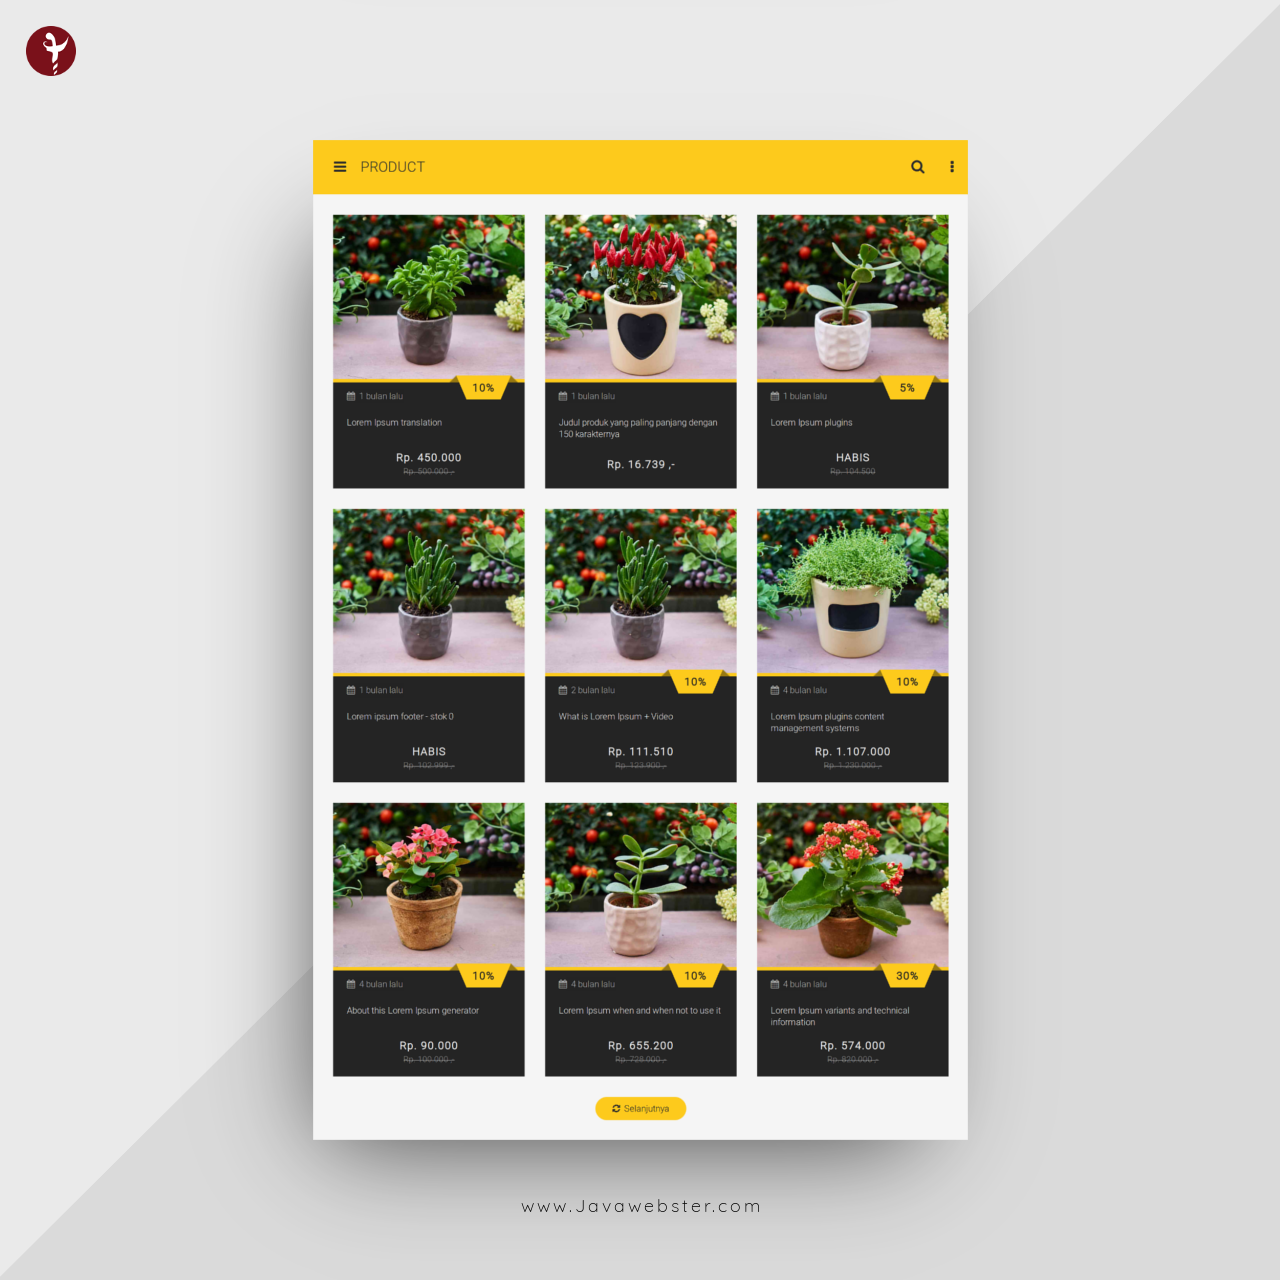 PRODUCT
10%
1 bulan lalu
Lorem Ipsum translation
Rp. 450.000
Rp. 500.000 ,-
1 bulan lalu
Judul produk yang paling panjang dengan
150 karakternya
Rp. 16.739 ,-
5%
1 bulan lalu
Lorem Ipsum plugins
HABIS
Rp. 104.500
1 bulan lalu
Lorem ipsum footer - stok 0
HABIS
Rp. 102.999 ,-
10%
2 bulan lalu
What is Lorem Ipsum + Video
Rp. 111.510
Rp. 123.900 ,-
10%
4 bulan lalu
Lorem Ipsum plugins content
management systems
Rp. 1.107.000
Rp. 1.230.000 ,-
10%
4 bulan lalu
About this Lorem Ipsum generator
Rp. 90.000
Rp. 100.000 ,-
10%
4 bulan lalu
Lorem Ipsum when and when not to use it
Rp. 655.200
Rp. 728.000 ,-
30%
4 bulan lalu
Lorem Ipsum variants and technical
information
Rp. 574.000
Rp. 820.000 ,-
Selanjutnya
www.Javawebster.com